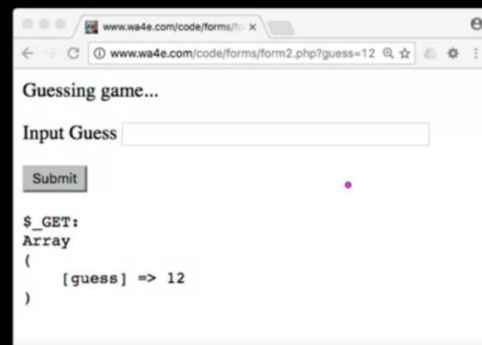 www.wa4e.com/code/forms/fo
www.wa4e.com/code/forms/form2.php?guess=12
Guessing game...
Input Guess
Submit
$_GET:
Array
(
[guess] => 12
)